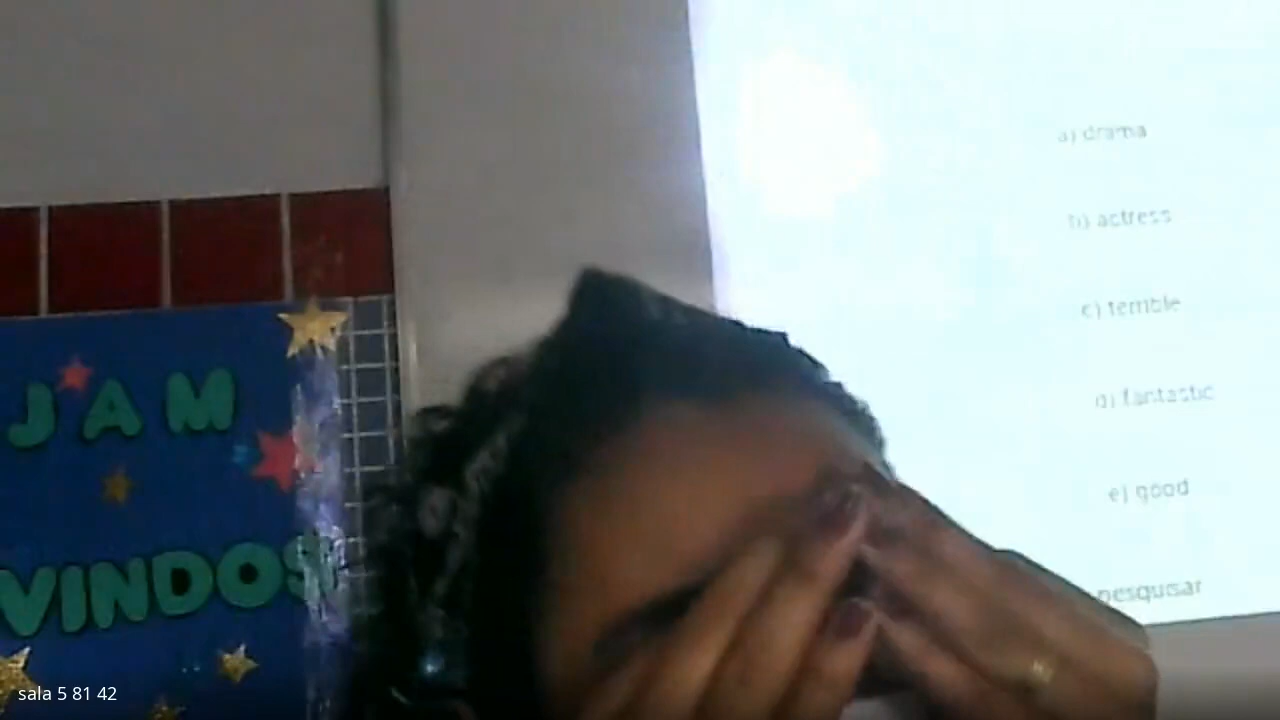 JAM
VINDOS
a) drama
b) actress
c) terrible
d) fantastic
e) good
pesquisar
sala 5 81 42